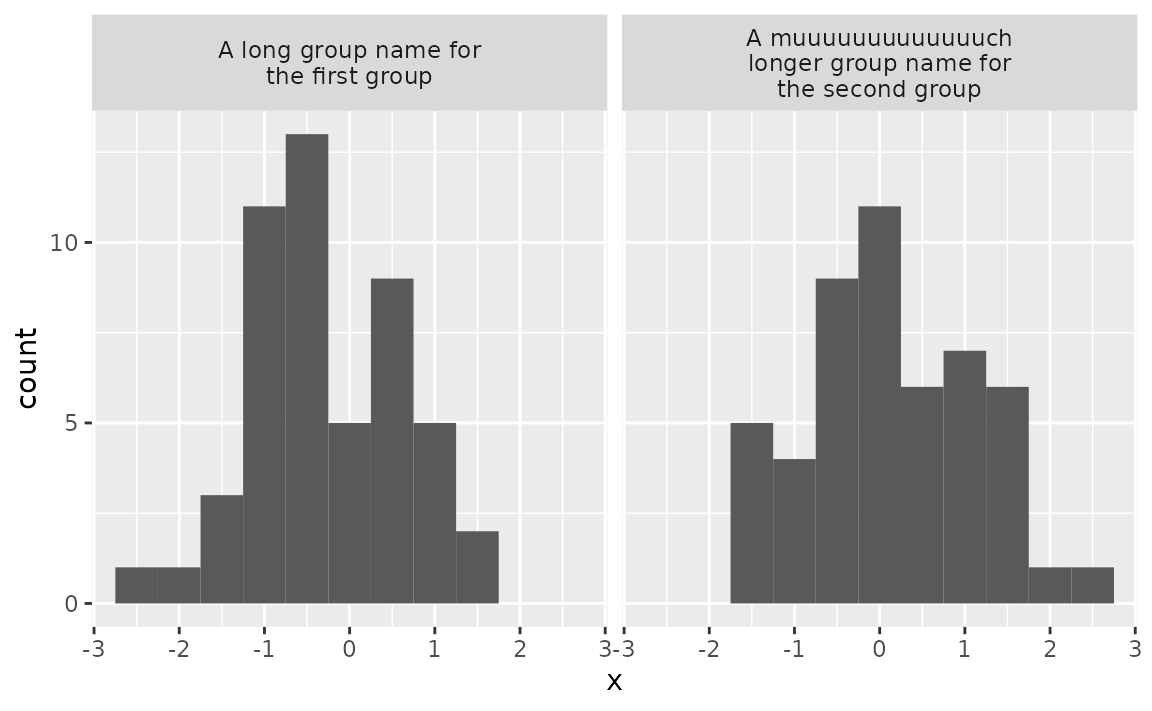 A long group name for
the first group
A muuuuuuuuuuuuuch
longer group name for
the second group
10
5
0
count
-3 -2 -1 0 1 2 3
-3 -2 -1 0 1 2 3
x